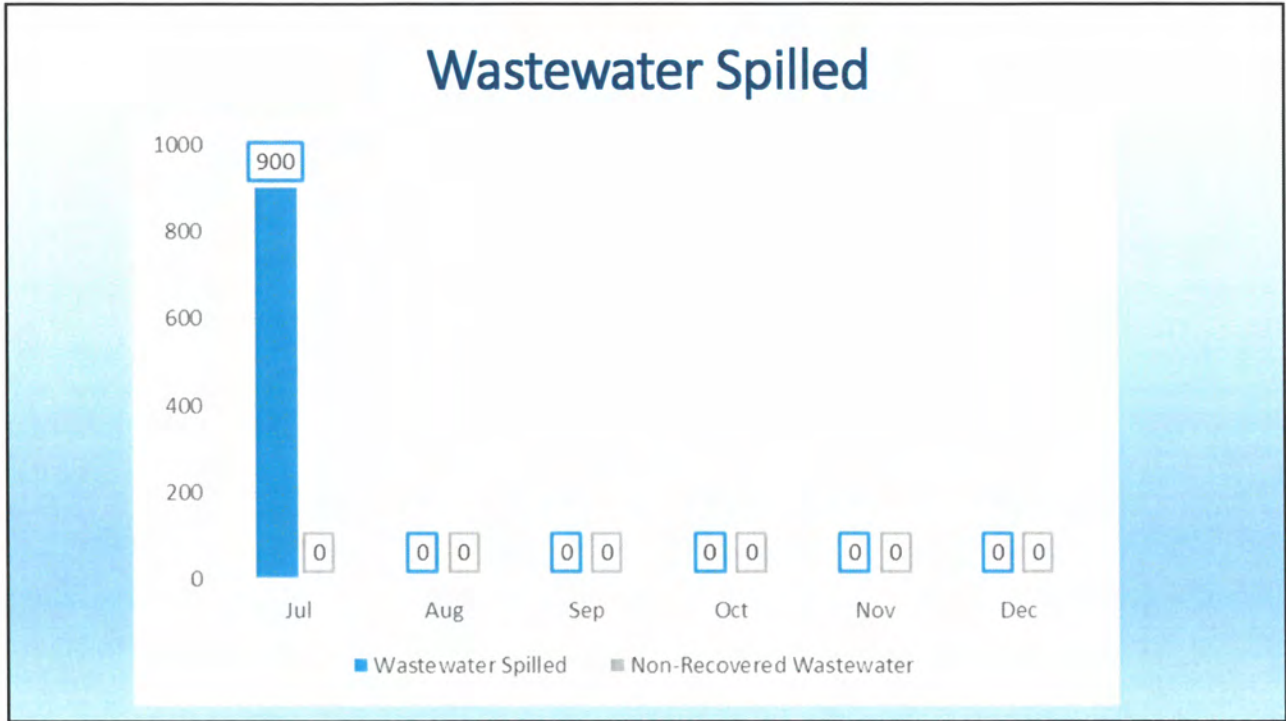 Wastewater Spilled
1000
900
800
600
400
200
0
0 0 0 0 0 0 0 0 0 0 0
Jul Aug Sep Oct Nov Dec
Wastewater Spilled Non-Recovered Wastewater